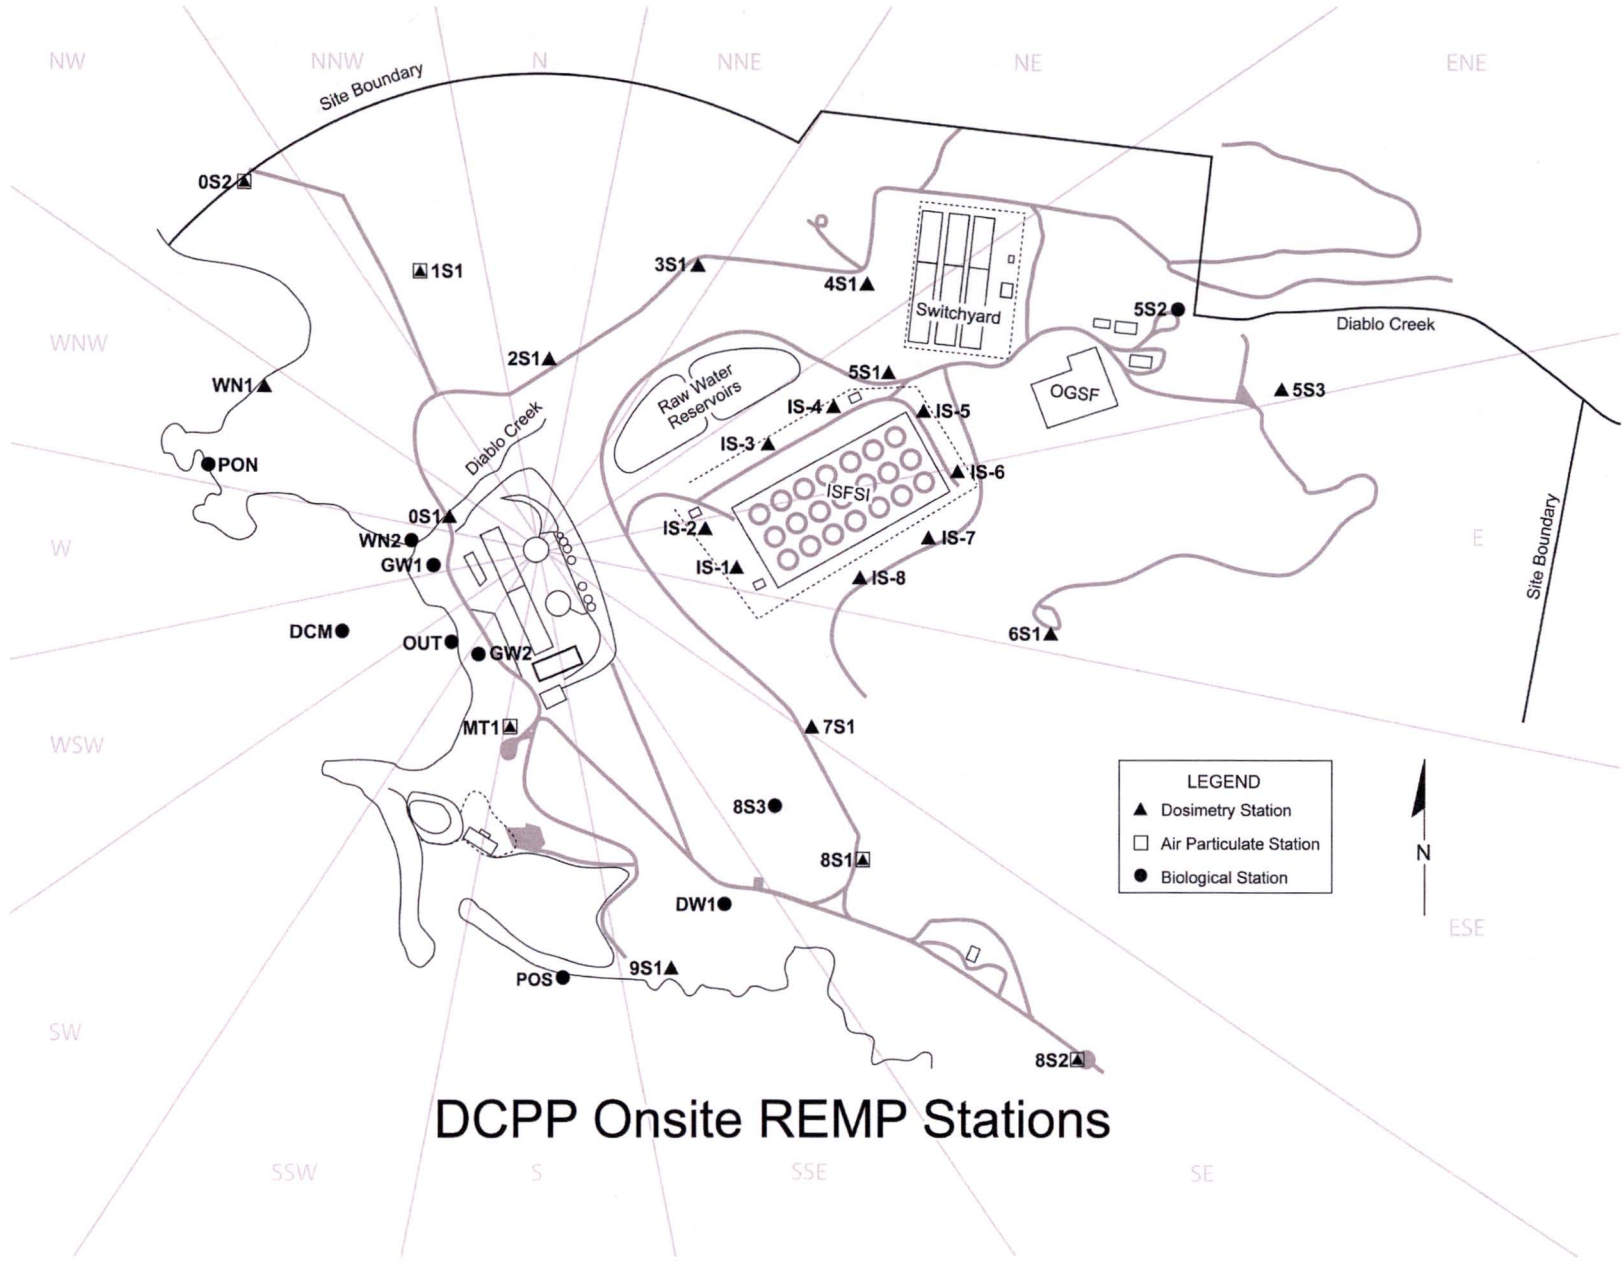 NW
NNW
N
NNE
NE
ENE
Site Boundary
0S2
1S1
3S1
4S1
Switchyard
5S2
Diablo Creek
WNW
2S1
WN1
5S1
Raw Water
Reservoirs
OGSF
5S3
IS-4
IS-5
Diablo Creek
IS-3
PON
IS-6
ISFSI
0S1
IS-2
WN2
W
IS-7
E
Site Boundary
GW1
IS-1
IS-8
DCM
OUT
GW2
6S1
MT1
7S1
WSW
LEGEND
Dosimetry Station
Air Particulate Station
Biological Station
N
8S3
8S1
DW1
ESE
9S1
POS
SW
8S2
DCPP Onsite REMP Stations
SSW
S
SSE
SE